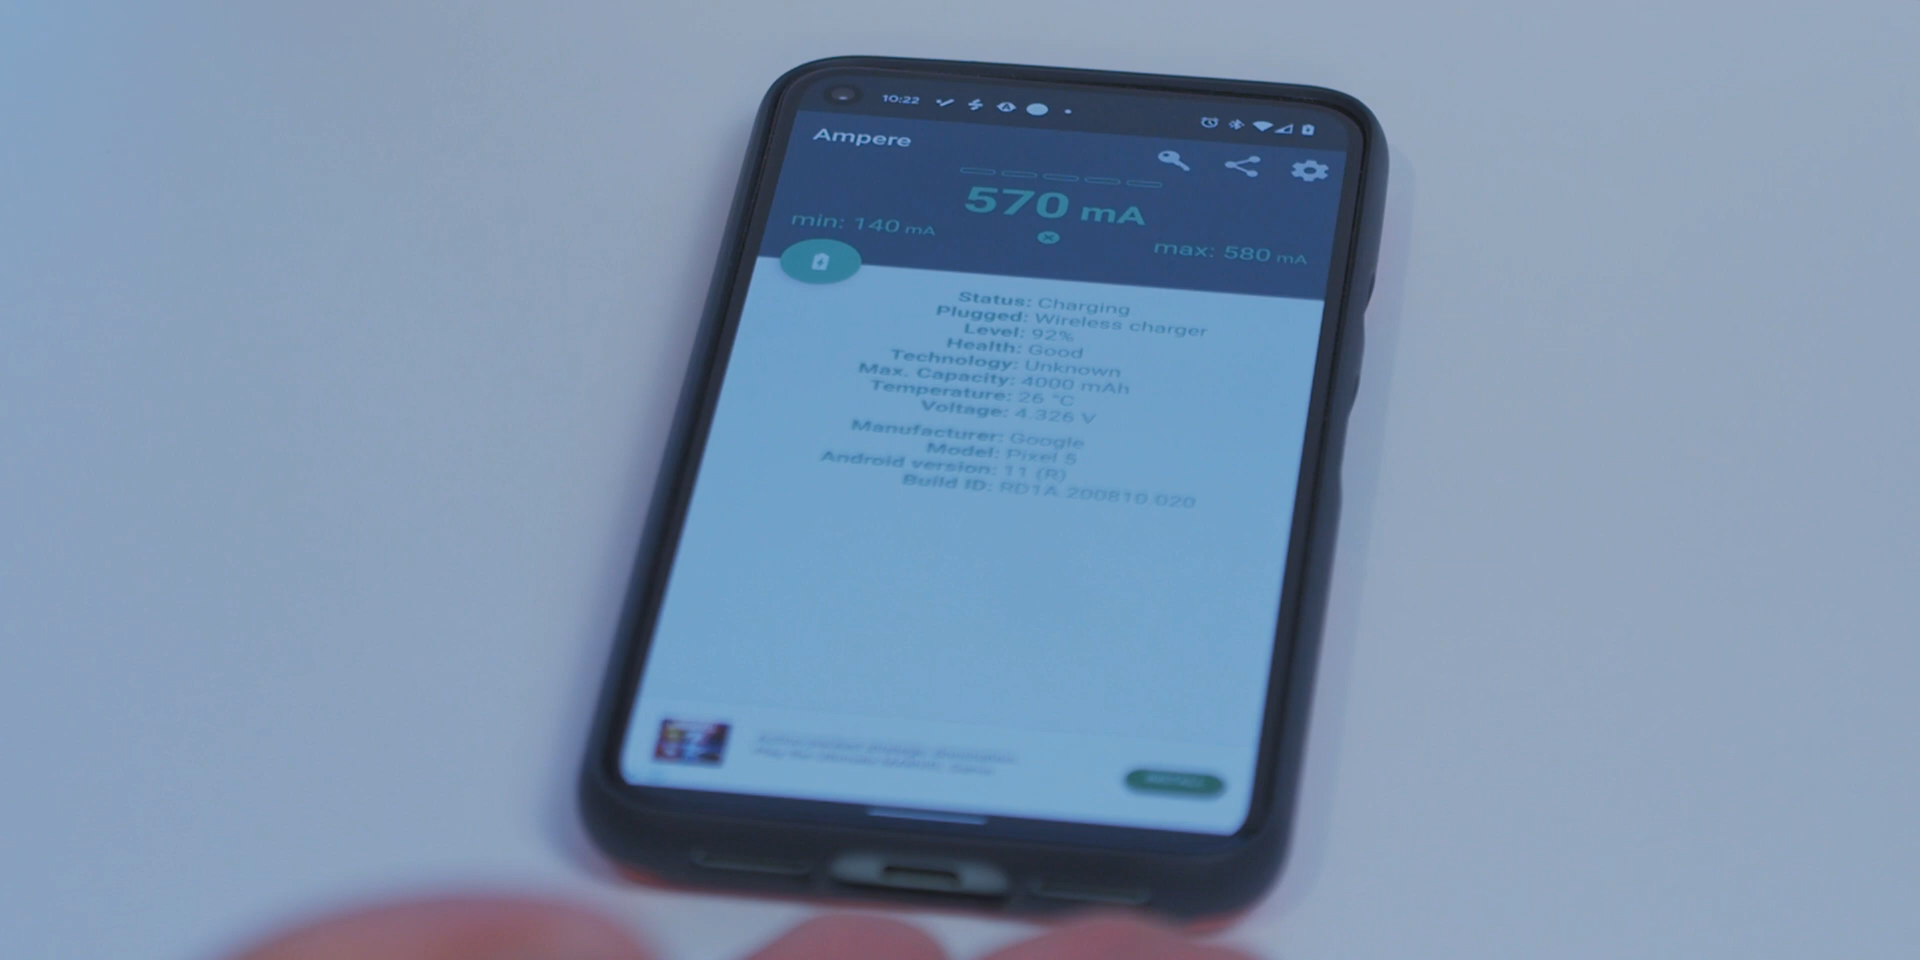 10:22
Ampere
570 mA
min: 140 mA
max: 580 mA
Status: Charging
Plugged: Wireless charger
Level: 92%
Health: Good
Technology: Unknown
Max. Capacity: 4000 mAh
Temperature: 26 °C
Voltage: 4.326 V
Manufacturer: Google
Model: Pixel 5
Android version: 11 (R)
Build ID: RD1A.200810.020